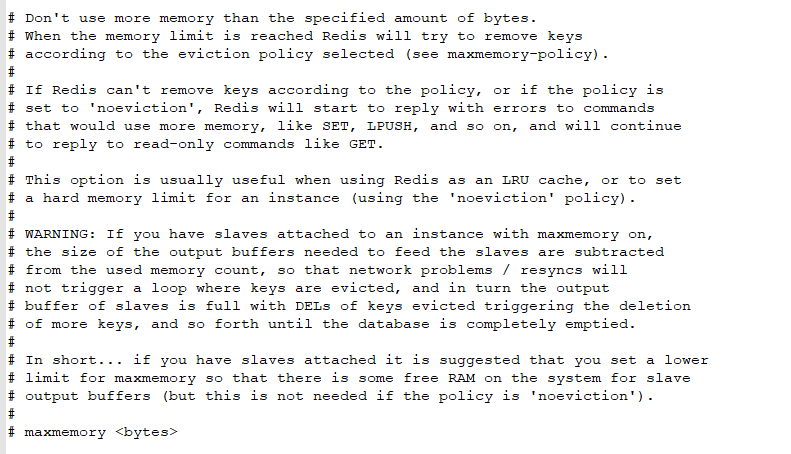 # Don't use more memory than the specified amount of bytes.
# When the memory limit is reached Redis will try to remove keys
# according to the eviction policy selected (see maxmemory-policy).
#
# If Redis can't remove keys according to the policy, or if the policy is
# set to 'noeviction', Redis will start to reply with errors to commands
# that would use more memory, like SET, LPUSH, and so on, and will continue
# to reply to read-only commands like GET.
#
# This option is usually useful when using Redis as an LRU cache, or to set
# a hard memory limit for an instance (using the 'noeviction' policy).
#
# WARNING: If you have slaves attached to an instance with maxmemory on,
# the size of the output buffers needed to feed the slaves are subtracted
# from the used memory count, so that network problems / resyncs will
# not trigger a loop where keys are evicted, and in turn the output
# buffer of slaves is full with DELs of keys evicted triggering the deletion
# of more keys, and so forth until the database is completely emptied.
#
# In short... if you have slaves attached it is suggested that you set a lower
# limit for maxmemory so that there is some free RAM on the system for slave
# output buffers (but this is not needed if the policy is 'noeviction').
#
# maxmemory <bytes>